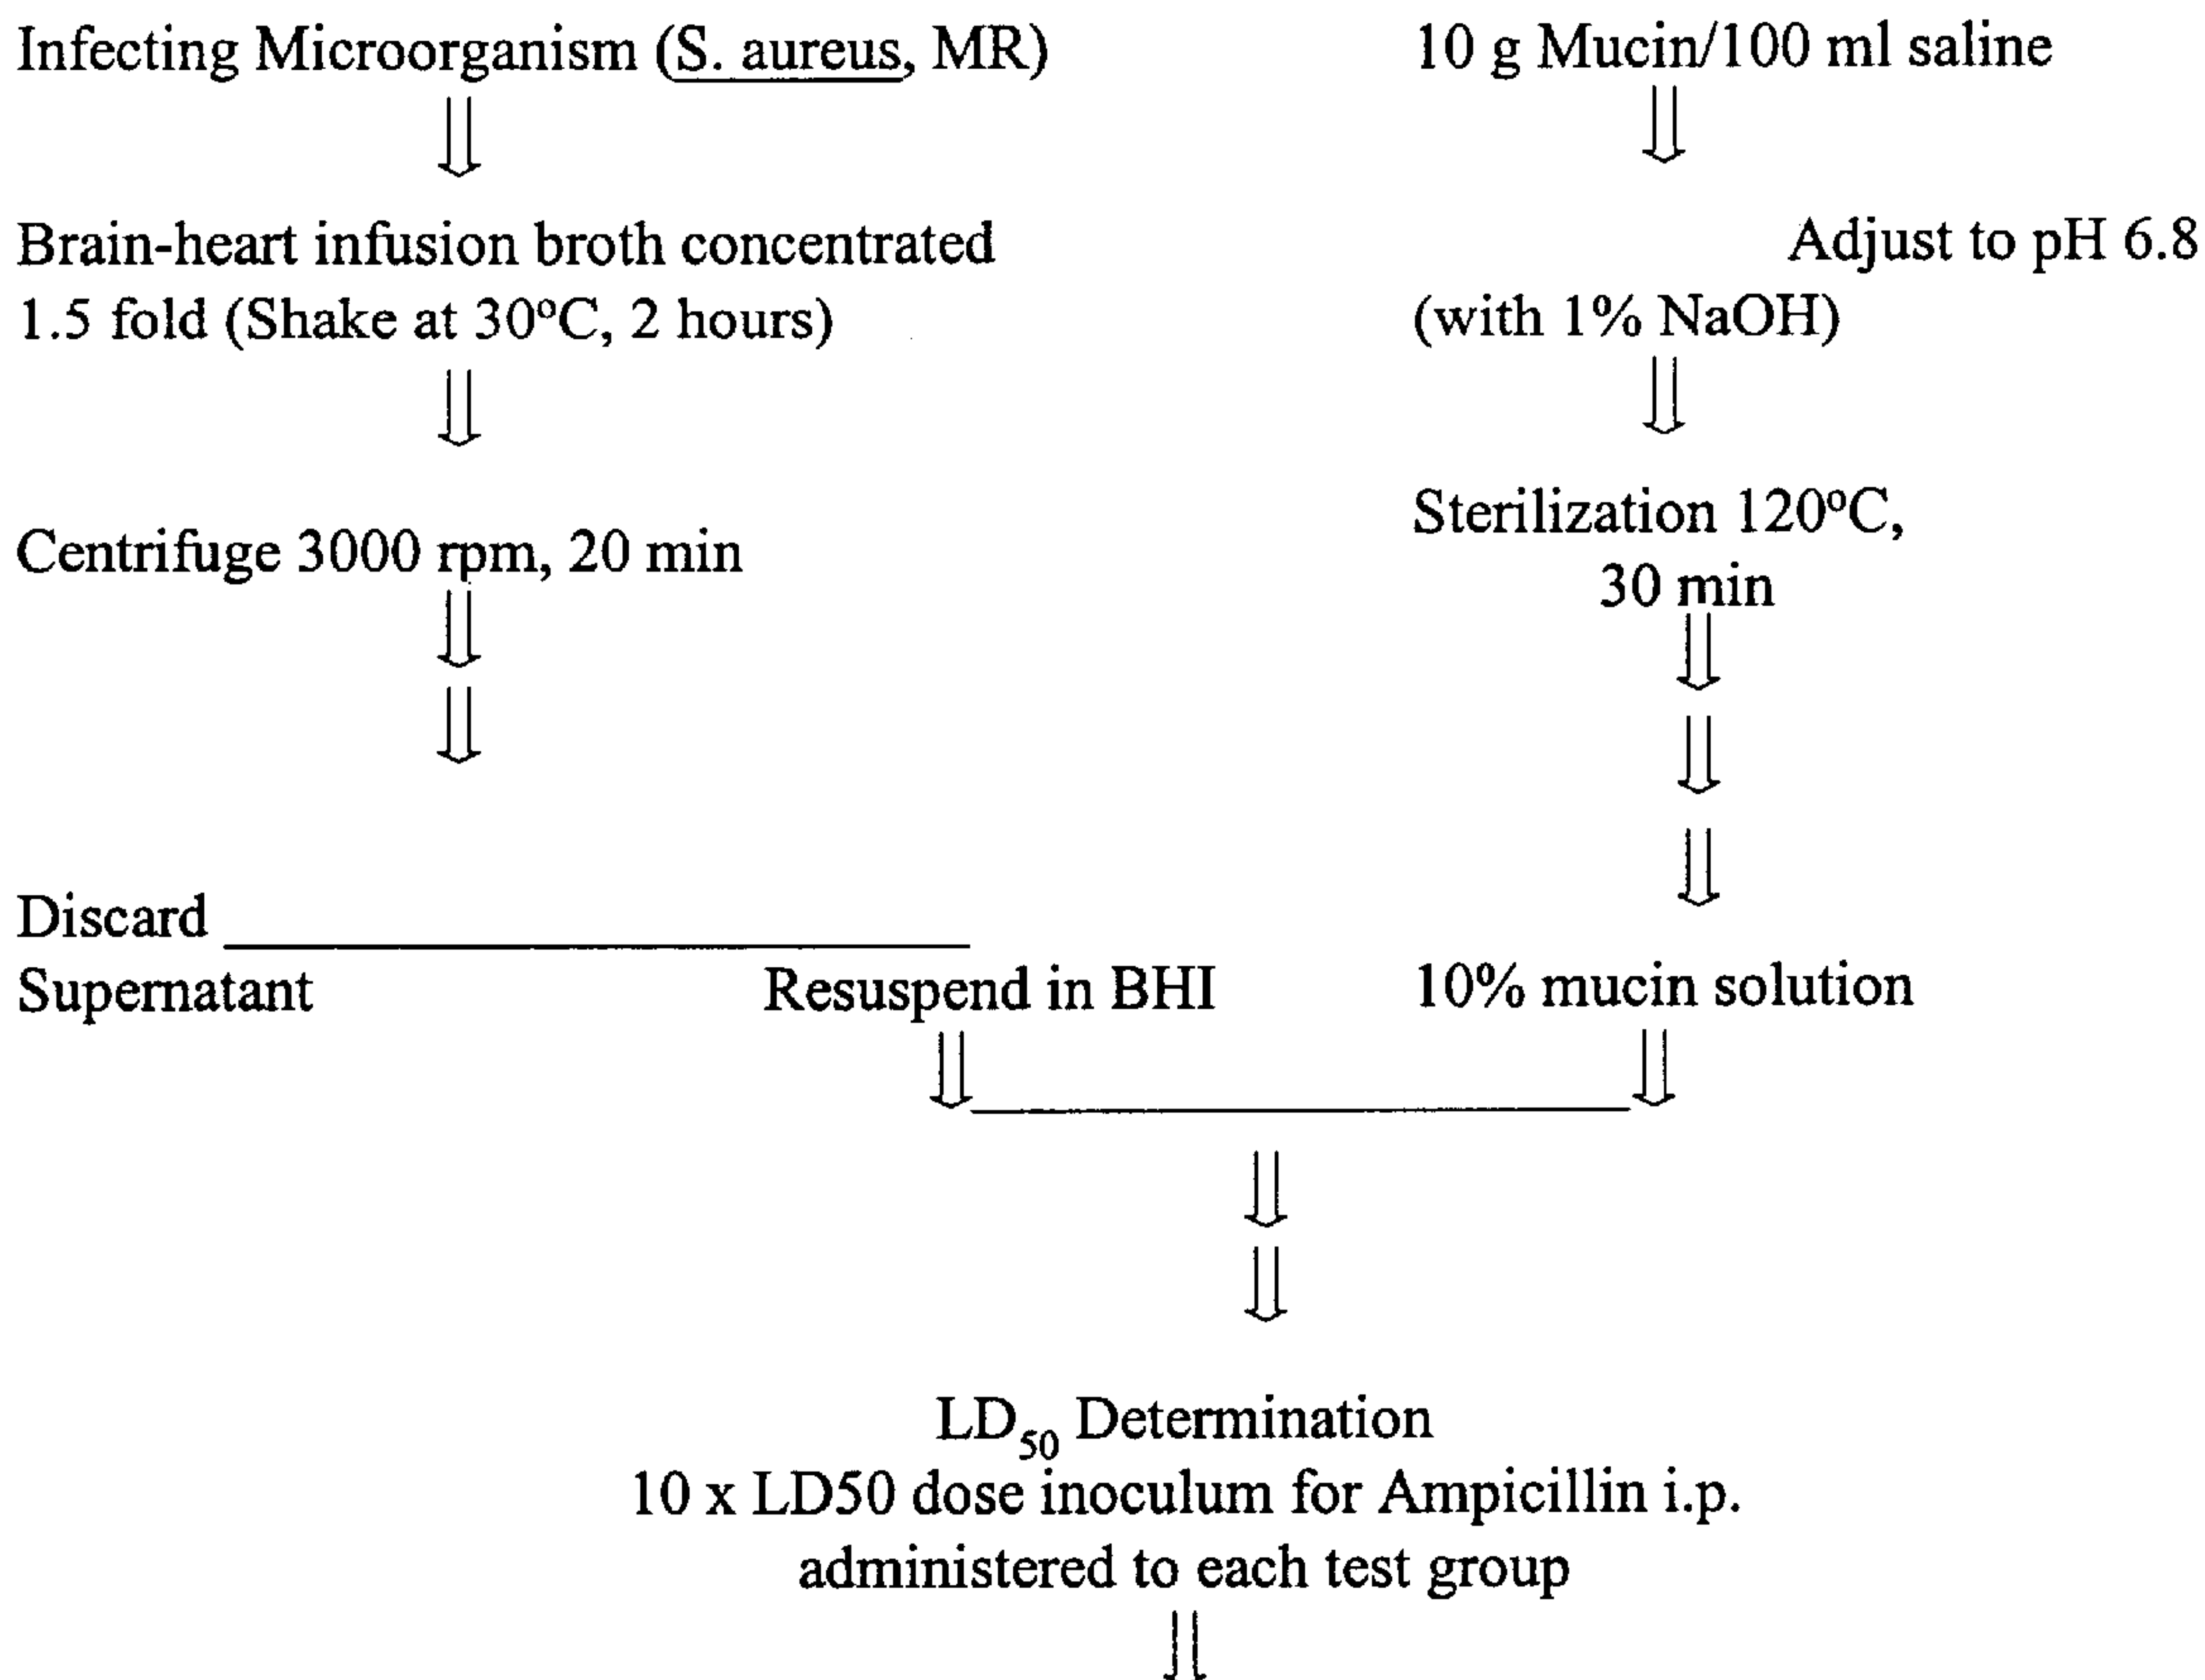 Infecting Microorganism (S. aureus, MR)
Brain-heart infusion broth concentrated
1.5 fold (Shake at 30°C, 2 hours)
Centrifuge 3000 rpm, 20 min
Discard
Supernatant
Resuspend in BHI
10 g Mucin/100 ml saline
Adjust to pH 6.8
(with 1% NaOH)
Sterilization 120°C,
30 min
10% mucin solution
LD50 Determination
10 x LD50 dose inoculum for Ampicillin i.p.
administered to each test group